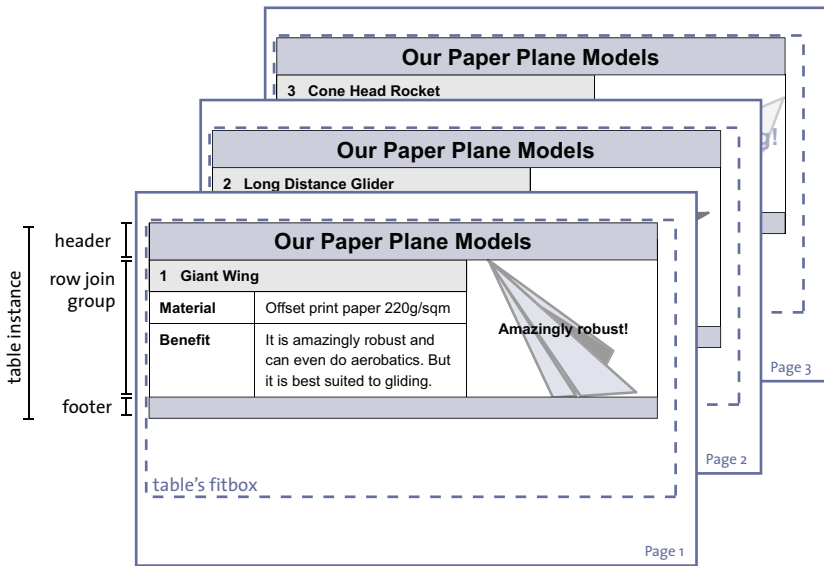 Our Paper Plane Models
3 Cone Head Rocket
g!
Our Paper Plane Models
2 Long Distance Glider
Page 3
Page 2
table instance
header
row join
group
footer
Our Paper Plane Models
1 Giant Wing
Material Offset print paper 220g/sqm
Benefit It is amazingly robust and
can even do aerobatics. But
it is best suited to gliding.
Amazingly robust!
table's fitbox
Page 1